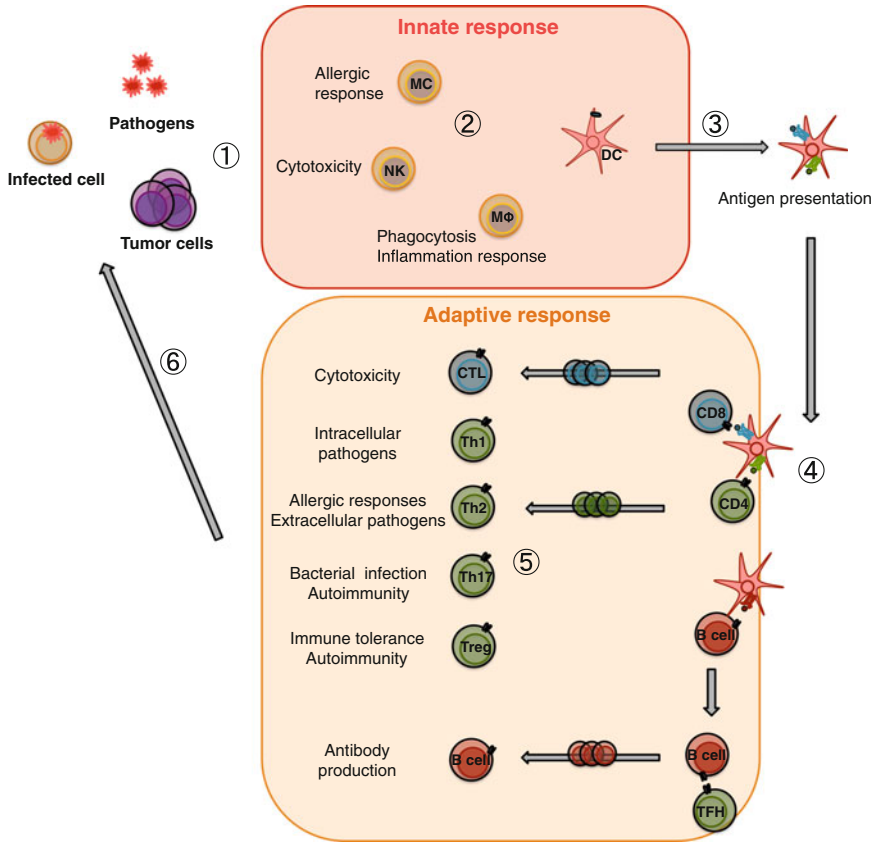 Innate response
Allergic
response
MC
②
③
Pathogens
①
Cytotoxicity
NK
DC
Infected cell
Antigen presentation
MΦ
Tumor cells
Phagocytosis
Inflammation response
Adaptive response
⑥
Cytotoxicity
CTL
CD8
Intracellular
pathogens
Th1
④
Allergic responses
Extracellular pathogens
Th2
CD4
⑤
Bacterial infection
Autoimmunity
Th17
Immune tolerance
Autoimmunity
Treg
B cell
Antibody
production
B cell
B cell
TFH